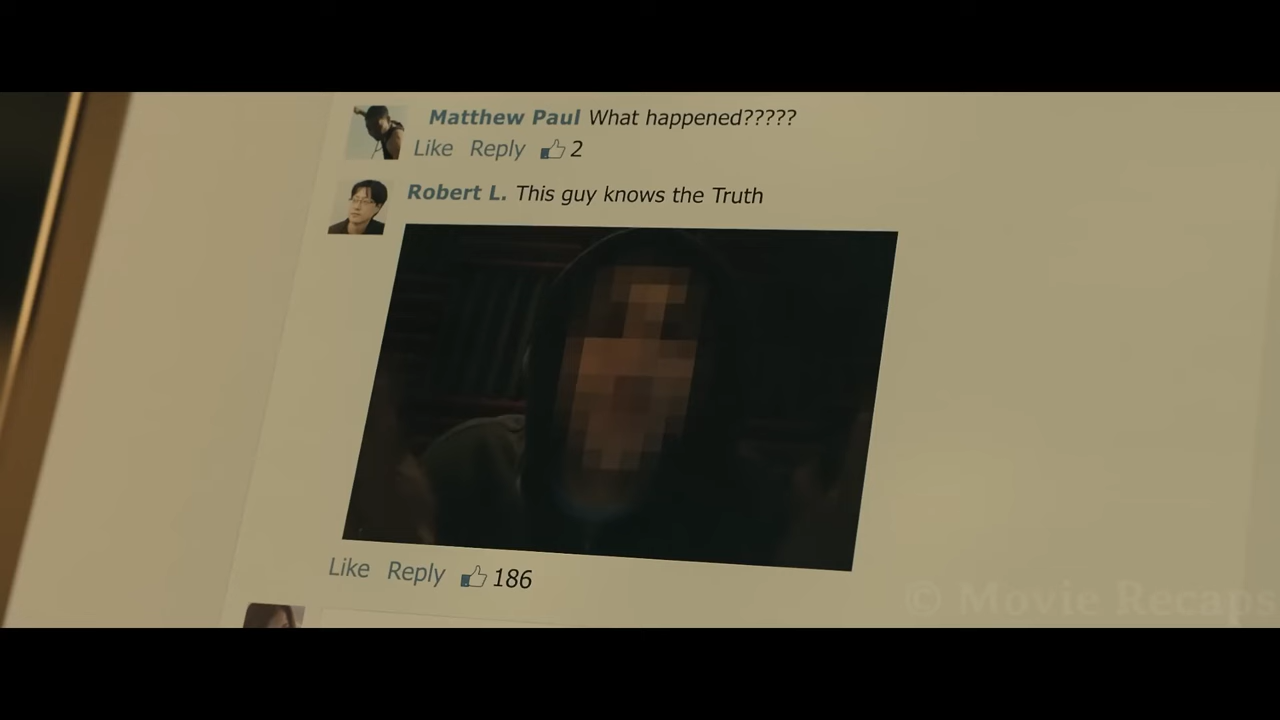 Matthew Paul What happened?????
Like Reply 2
Robert L. This guy knows the Truth
Like Reply 186
© Movie Recaps